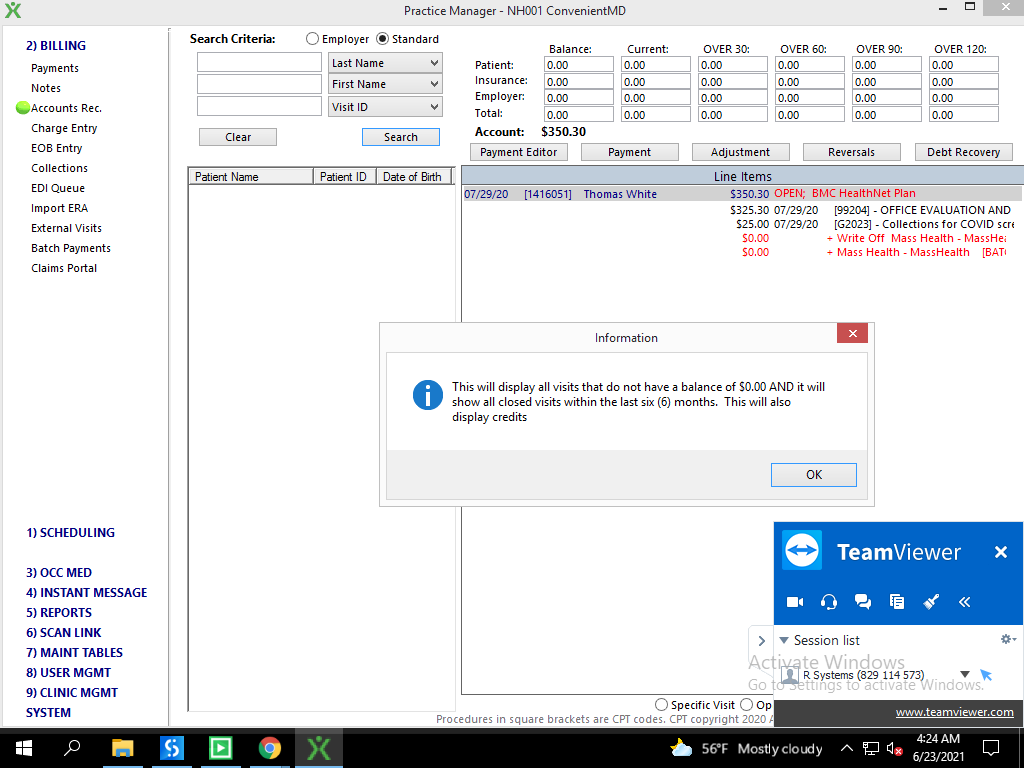 Practice Manager - NH001 ConvenientMD
2) BILLING
Payments
Notes
Accounts Rec.
Charge Entry
EOB Entry
Collections
EDI Queue
Import ERA
External Visits
Batch Payments
Claims Portal
1) SCHEDULING
3) OCC MED
4) INSTANT MESSAGE
5) REPORTS
6) SCAN LINK
7) MAINT TABLES
8) USER MGMT
9) CLINIC MGMT
SYSTEM
Search Criteria: Employer Standard
Last Name
First Name
Visit ID
Clear Search
Balance: Current: OVER 30: OVER 60: OVER 90: OVER 120:
Patient: 0.00 0.00 0.00 0.00 0.00 0.00
Insurance: 0.00 0.00 0.00 0.00 0.00 0.00
Employer: 0.00 0.00 0.00 0.00 0.00 0.00
Total: 0.00 0.00 0.00 0.00 0.00 0.00
Account: $350.30
Payment Editor Payment Adjustment Reversals Debt Recovery
Patient Name Patient ID Date of Birth
Line Items
07/29/20 [1416051] Thomas White $350.30 OPEN; BMC HealthNet Plan
$325.30 07/29/20 [99204] - OFFICE EVALUATION AND
$25.00 07/29/20 [G2023] - Collections for COVID scre
$0.00 + Write Off Mass Health - MassHea
$0.00 + Mass Health - MassHealth [BAT
Information
This will display all visits that do not have a balance of $0.00 AND it will
show all closed visits within the last six (6) months. This will also
display credits
OK
TeamViewer
Session list
R Systems (829 114 573)
www.teamviewer.com
Activate Windows
Go to Settings to activate Windows.
Specific Visit Op
Procedures in square brackets are CPT codes. CPT copyright 2020 A
56°F Mostly cloudy
4:24 AM
6/23/2021